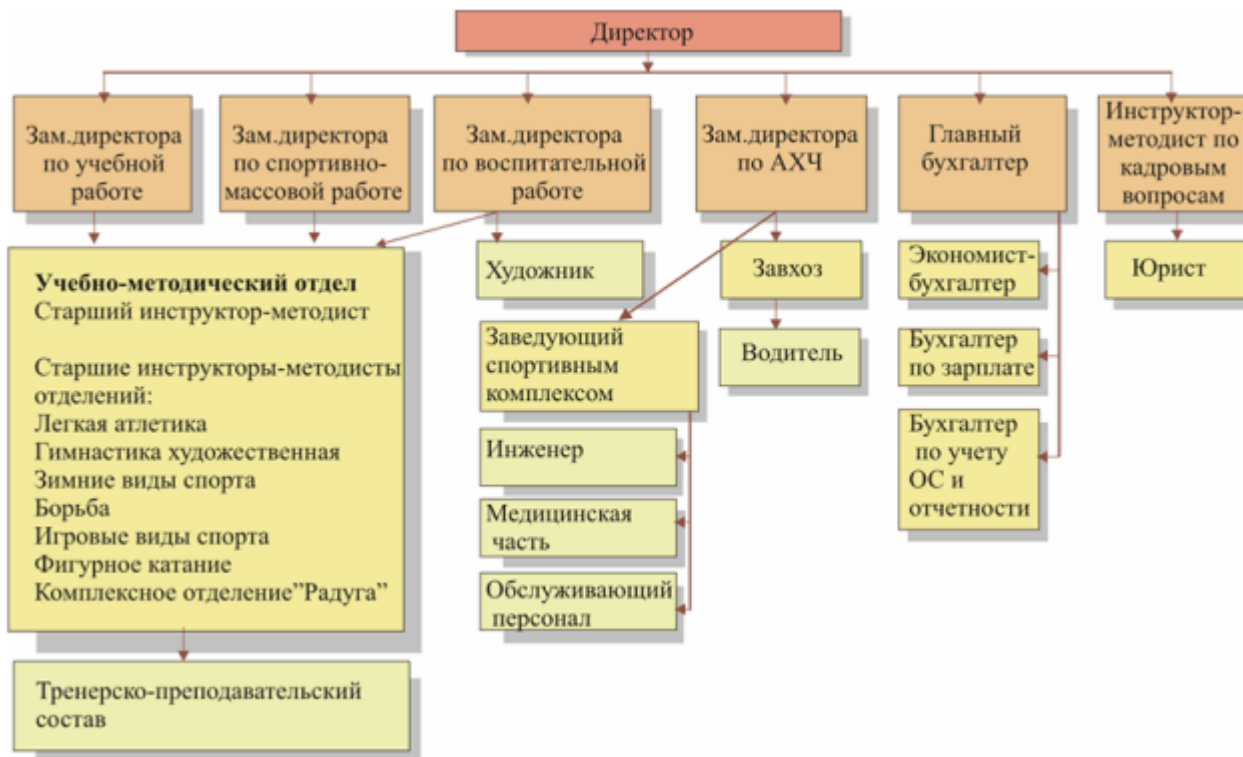 Директор
Зам.директора
по учебной
работе
Зам.директора
по спортивно-
массовой работе
Зам.директора
по воспитательной
работе
Зам.директора
по АХЧ
Главный
бухгалтер
Инструктор-
методист по
кадровым
вопросам
Учебно-методический отдел
Старший инструктор-методист
Старшие инструкторы-методисты
отделений:
Легкая атлетика
Гимнастика художественная
Зимние виды спорта
Борьба
Игровые виды спорта
Фигурное катание
Комплексное отделение"Радуга"
Тренерско-преподавательский
состав
Художник
Заведующий
спортивным
комплексом
Инженер
Медицинская
часть
Обслуживающий
персонал
Завхоз
Водитель
Экономист-
бухгалтер
Бухгалтер
по зарплате
Бухгалтер
по учету
ОС и
отчетности
Юрист